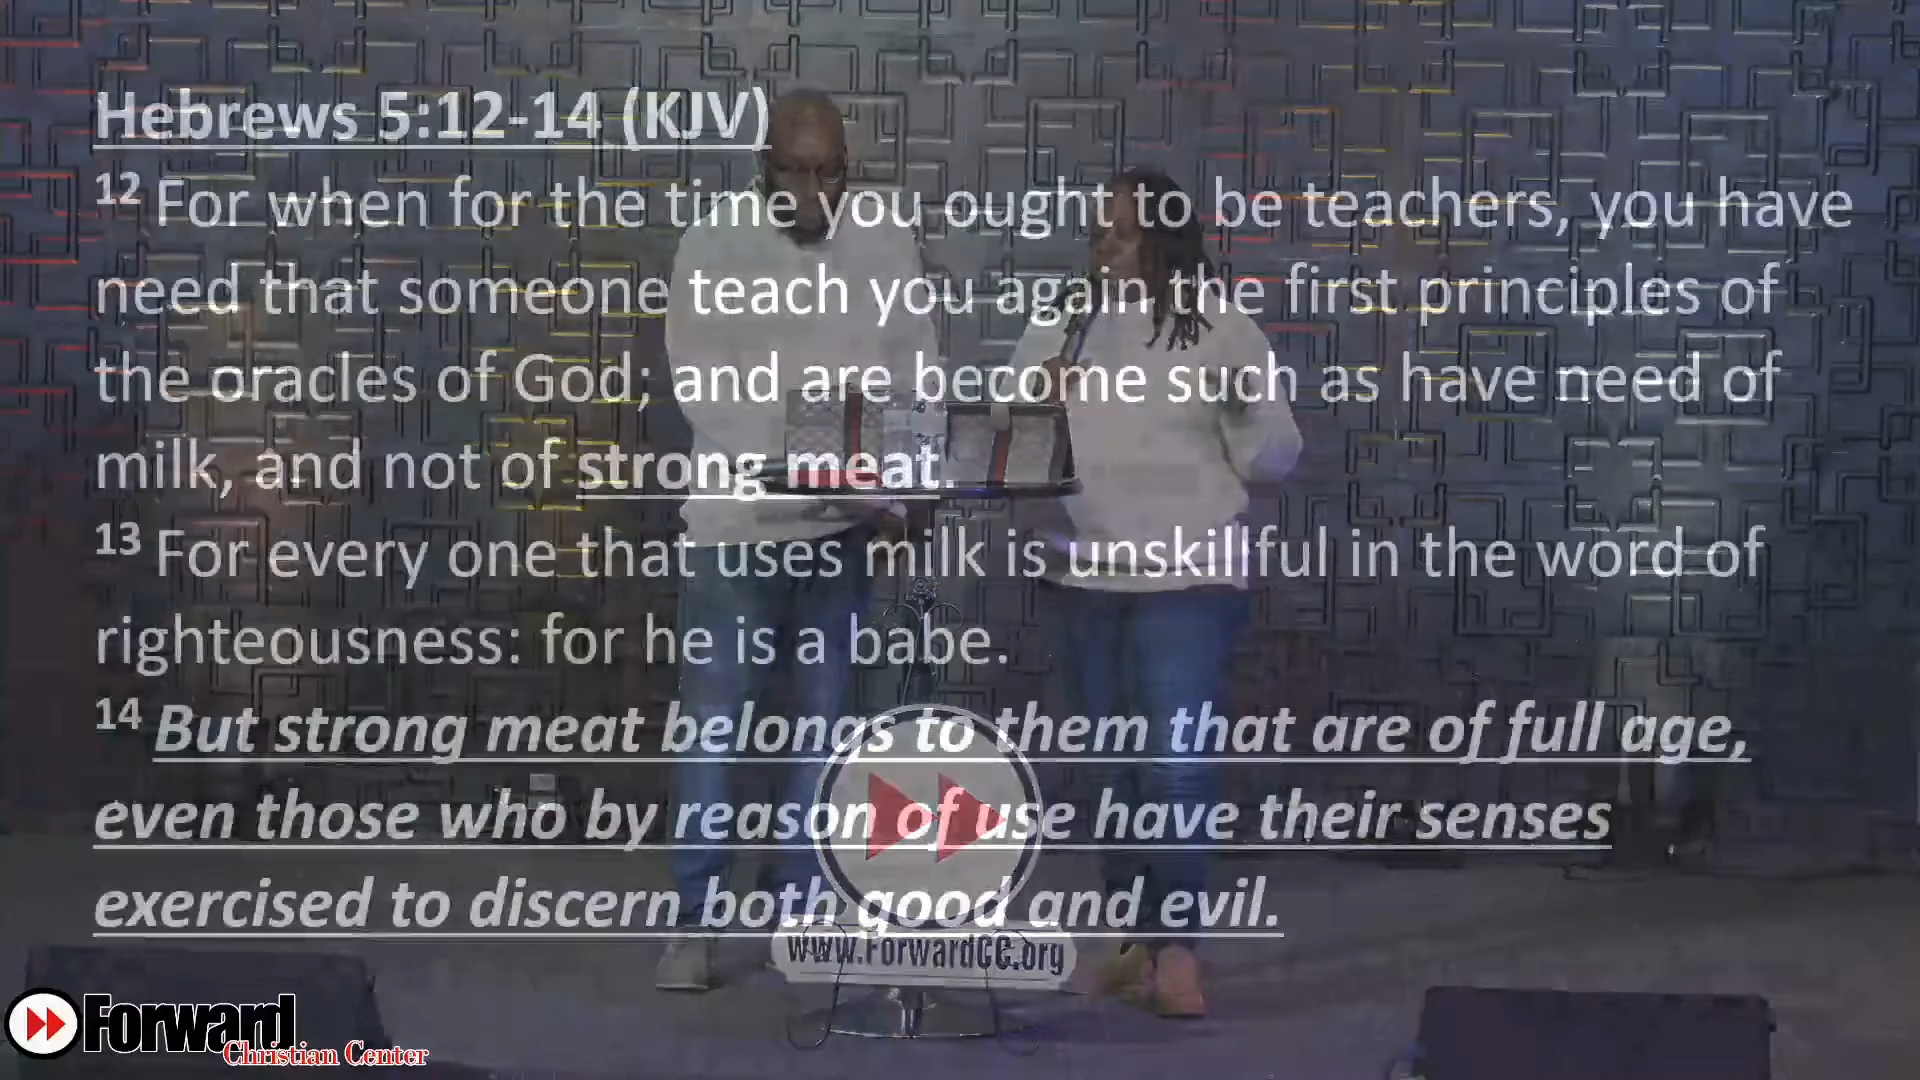 Hebrews 5:12-14 (KJV)
12 For when for the time you ought to be teachers, you have
need that someone teach you again the first principles of
the oracles of God; and are become such as have need of
milk, and not of strong meat.
13 For every one that uses milk is unskillful in the word of
righteousness: for he is a babe.
14 But strong meat belongs to them that are of full age,
even those who by reason of use have their senses
exercised to discern both good and evil.
www.ForwardCC.org
Forward
Christian Center